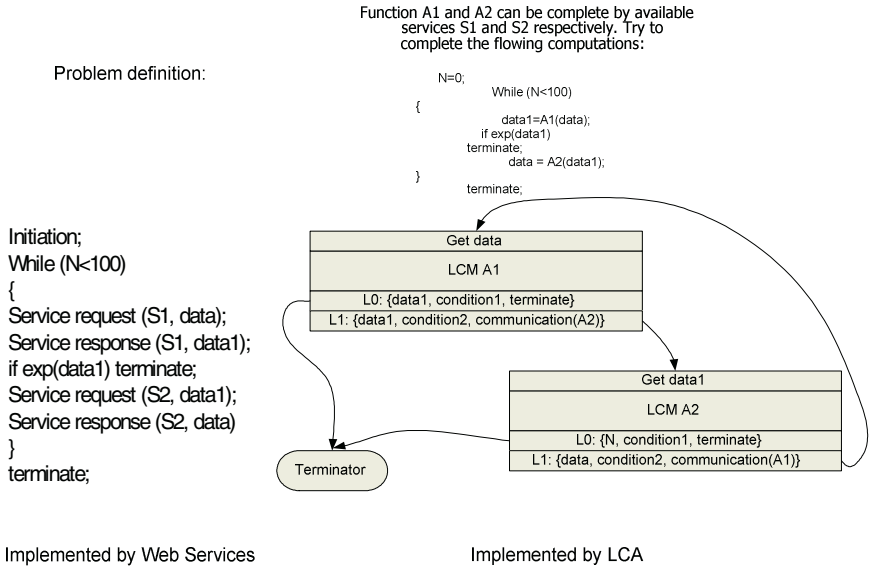 Function A1 and A2 can be complete by available
services S1 and S2 respectively. Try to
complete the flowing computations:
Problem definition:
N=0;
While (N<100)
{
data1=A1(data);
if exp(data1)
terminate;
data = A2(data1);
}
terminate;
Initiation;
While (N<100)
{
Service request (S1, data);
Service response (S1, data1);
if exp(data1) terminate;
Service request (S2, data1);
Service response (S2, data)
}
terminate;
Get data
LCM A1
L0: {data1, condition1, terminate}
L1: {data1, condition2, communication(A2)}
Get data1
LCM A2
L0: {N, condition1, terminate}
L1: {data, condition2, communication(A1)}
Terminator
Implemented by Web Services
Implemented by LCA